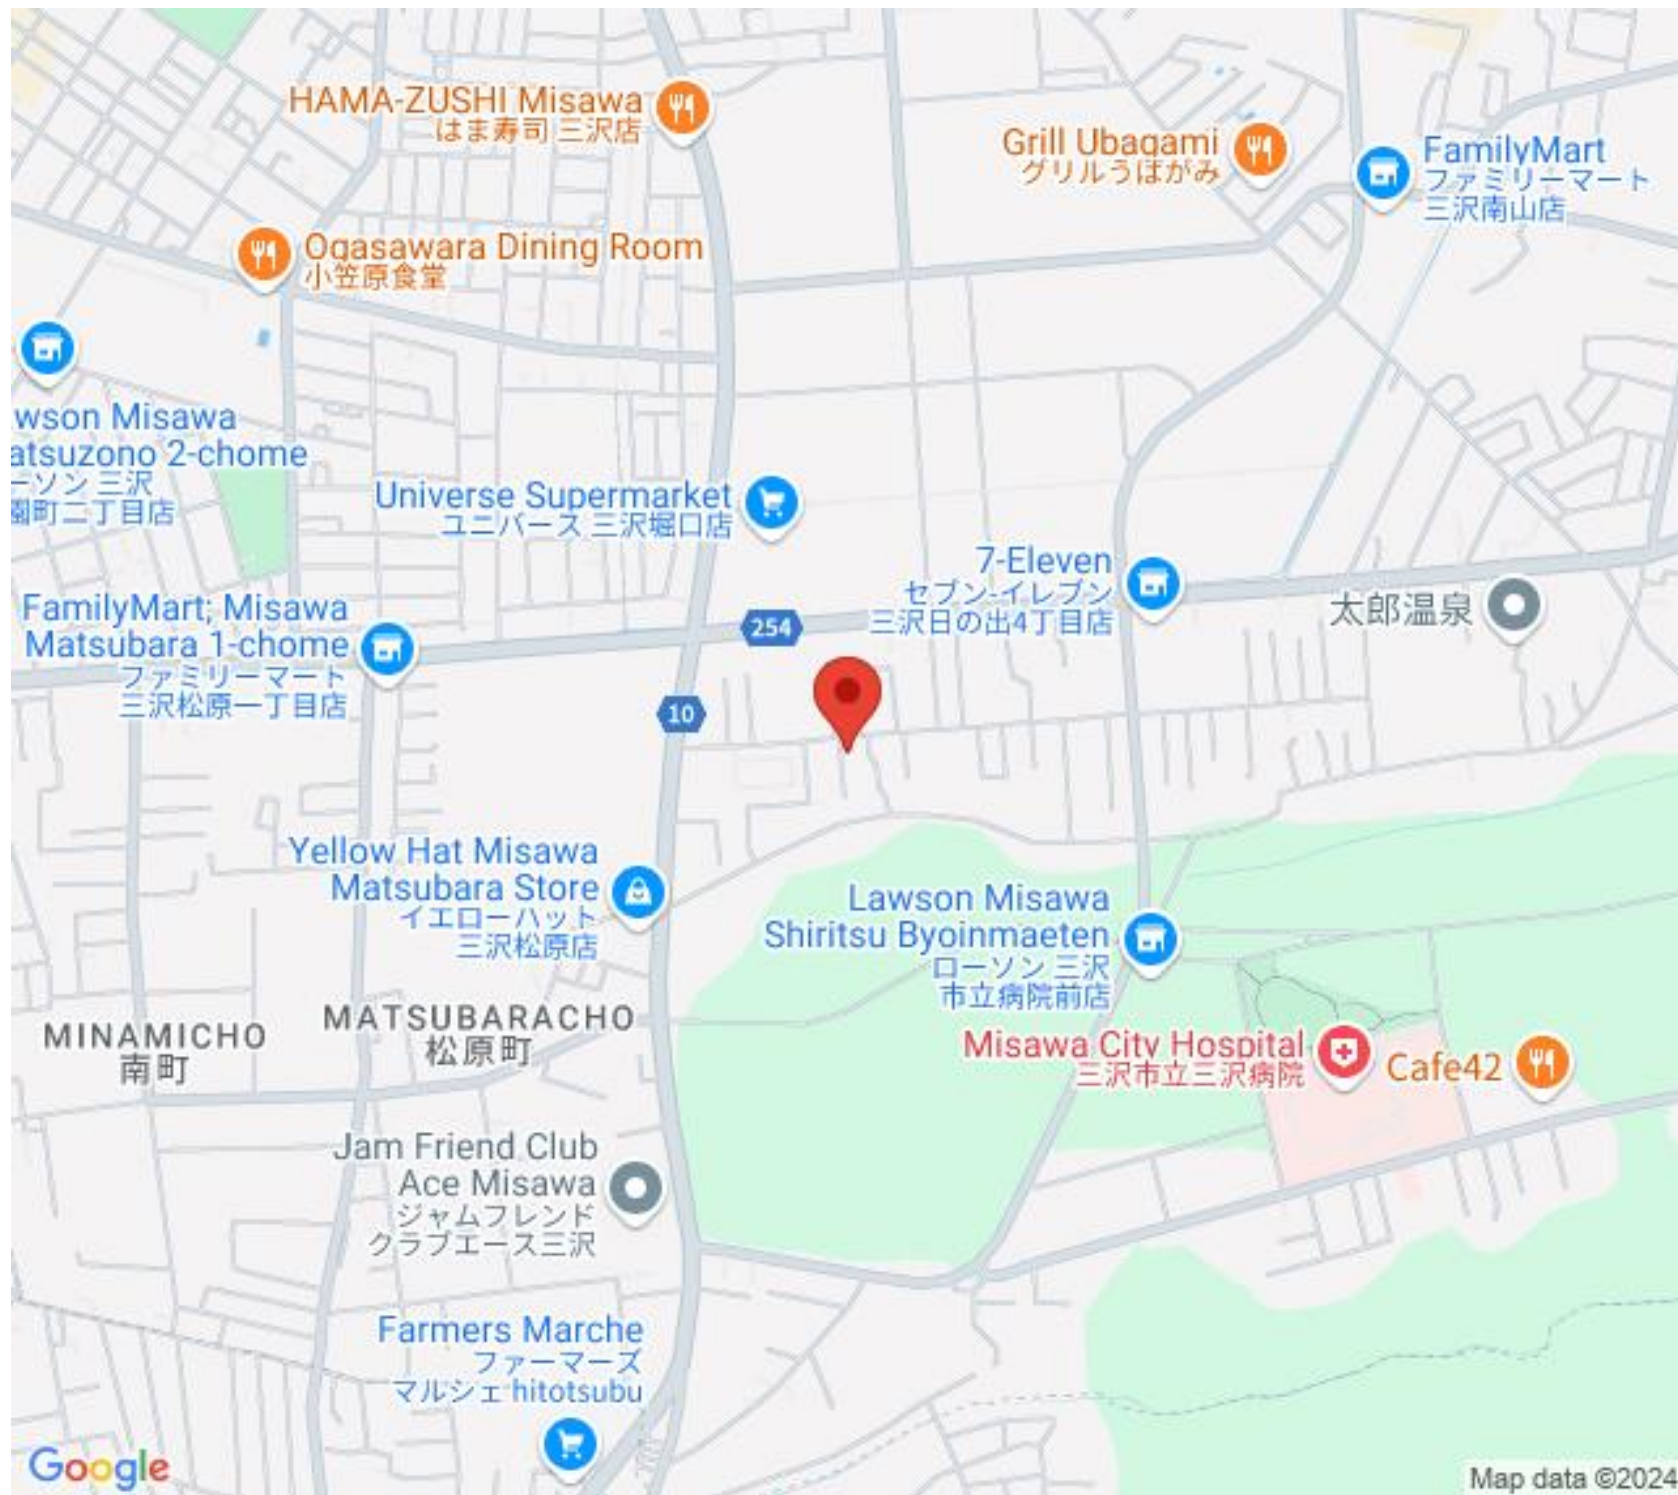 HAMA-ZUSHI Misawa
はま寿司 三沢店
Grill Ubagami
グリルうばがみ
FamilyMart
ファミリーマート
三沢南山店
Ogasawara Dining Room
小笠原食堂
wson Misawa
atsuzono 2-chome
ーソン 三沢
園町二丁目店
Universe Supermarket
ユニバース 三沢堀口店
7-Eleven
セブン-イレブン
三沢日の出4丁目店
太郎温泉
FamilyMart; Misawa
Matsubara 1-chome
ファミリーマート
三沢松原一丁目店
254
10
Yellow Hat Misawa
Matsubara Store
イエローハット
三沢松原店
Lawson Misawa
Shiritsu Byoinmaeten
ローソン 三沢
市立病院前店
MINAMICHO
南町
MATSUBARACHO
松原町
Misawa City Hospital
三沢市立三沢病院
Cafe42
Jam Friend Club
Ace Misawa
ジャムフレンド
クラブエース三沢
Farmers Marche
ファーマーズ
マルシェ hitotsubu
Google
Map data ©2024